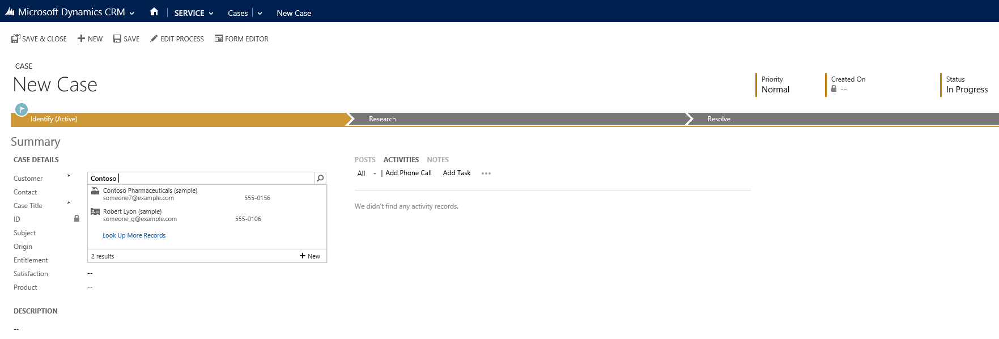 Microsoft Dynamics CRM SERVICE Cases New Case
SAVE & CLOSE NEW SAVE EDIT PROCESS FORM EDITOR
CASE
New Case
Priority
Normal
Created On
--
Status
In Progress
Identify (Active) Research Resolve
Summary
CASE DETAILS
Customer *
Contoso
Contact
Case Title *
ID
Subject
Origin
Entitlement
Satisfaction --
Product --
Contoso Pharmaceuticals (sample)
someone7@example.com 555-0156
Robert Lyon (sample)
someone_g@example.com 555-0106
Look Up More Records
2 results + New
DESCRIPTION
--
POSTS ACTIVITIES NOTES
All | Add Phone Call Add Task •••
We didn't find any activity records.